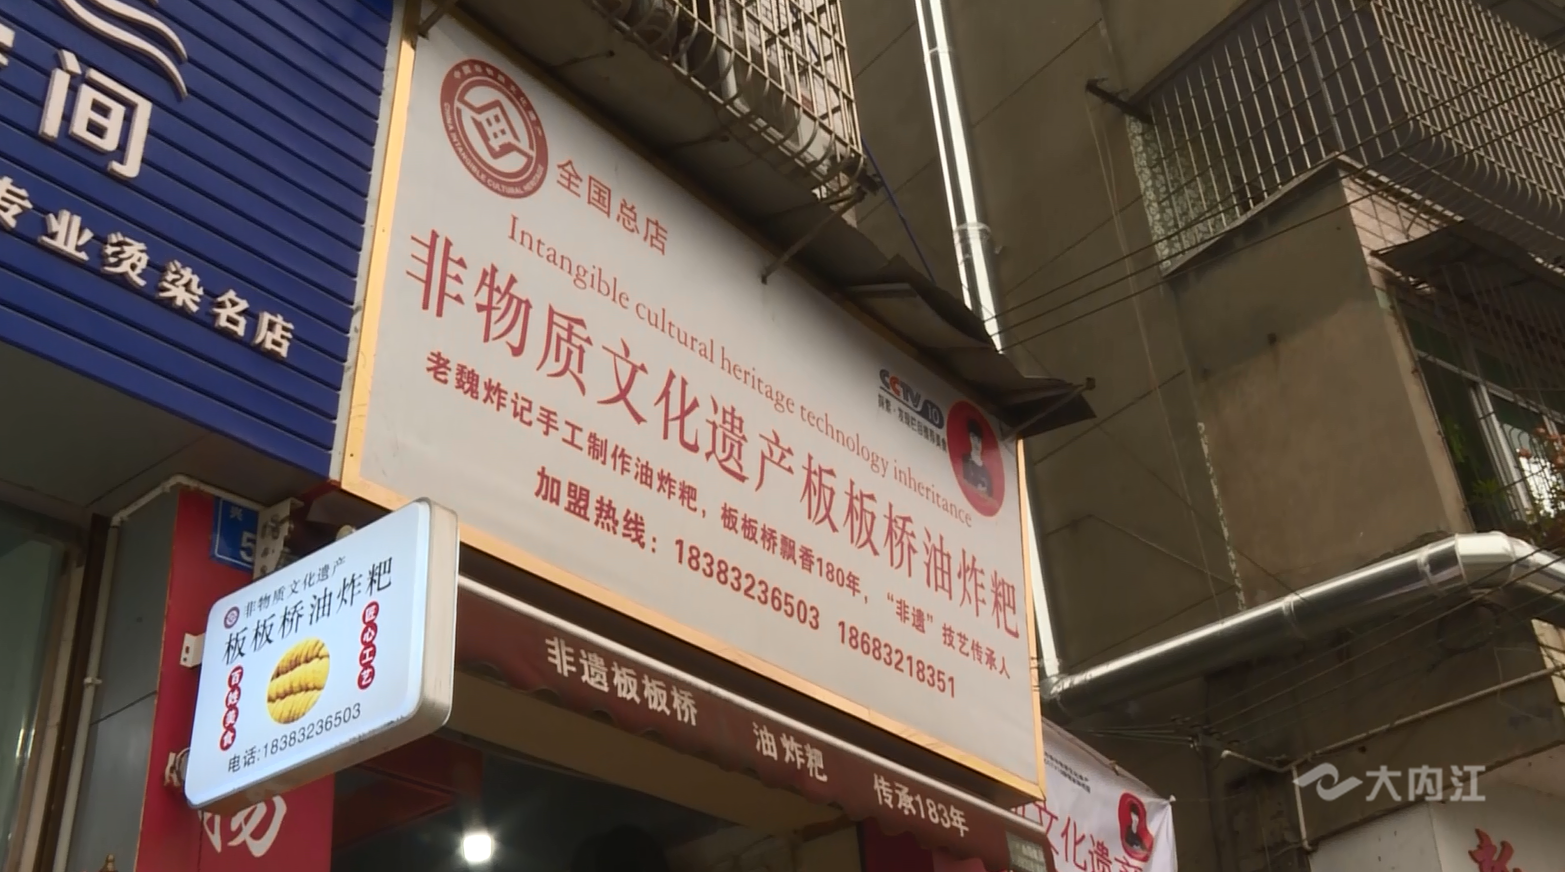 间
专业烫染名店
全国总店
Intangible cultural heritage technology inheritance
非物质文化遗产板板桥油炸粑
CCTV 10
老魏炸记手工制作油炸粑，板板桥飘香180年，“非遗”技艺传承人
加盟热线：18383236503 18683218351
非物质文化遗产
板板桥油炸粑
匠心工艺
百姓美食
电话:18383236503
非遗板板桥 油炸粑 传承183年
文化遗产
大内江